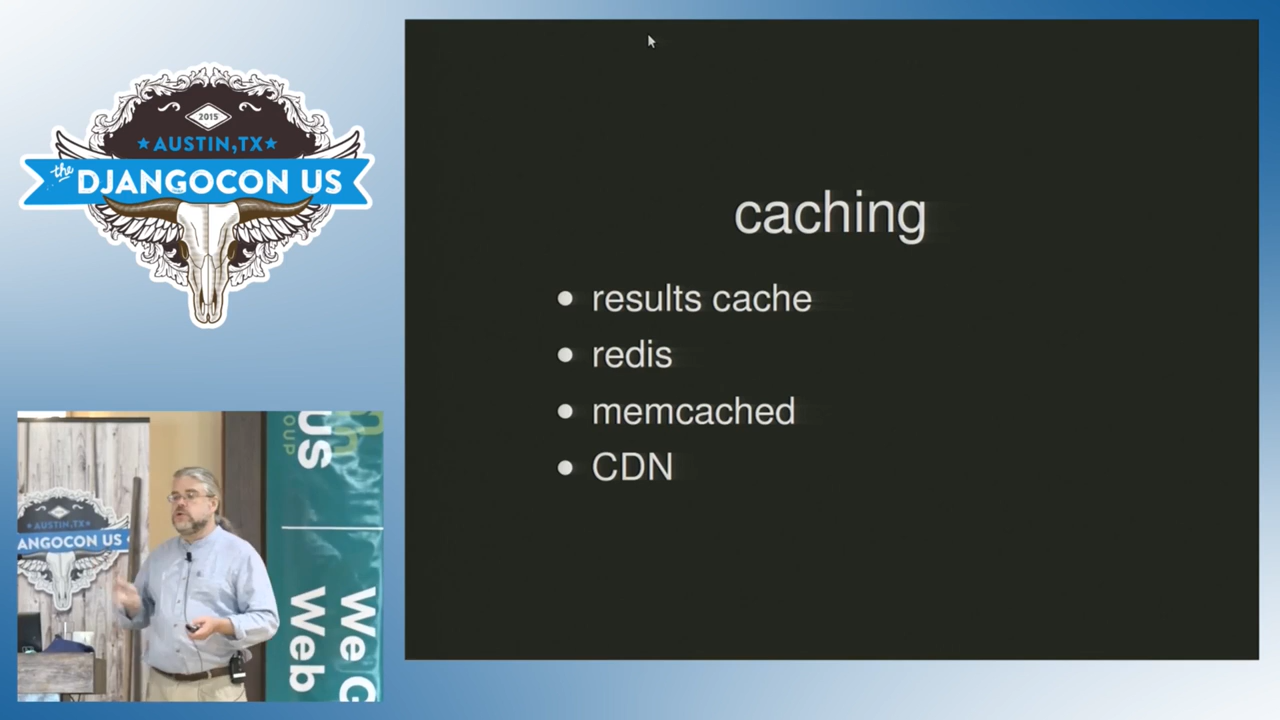 2015
AUSTIN,TX
the
DJANGOCON US
caching
results cache
redis
memcached
CDN
AUSTIN,TX
ANGOCON US
us
OUP
We G
Web